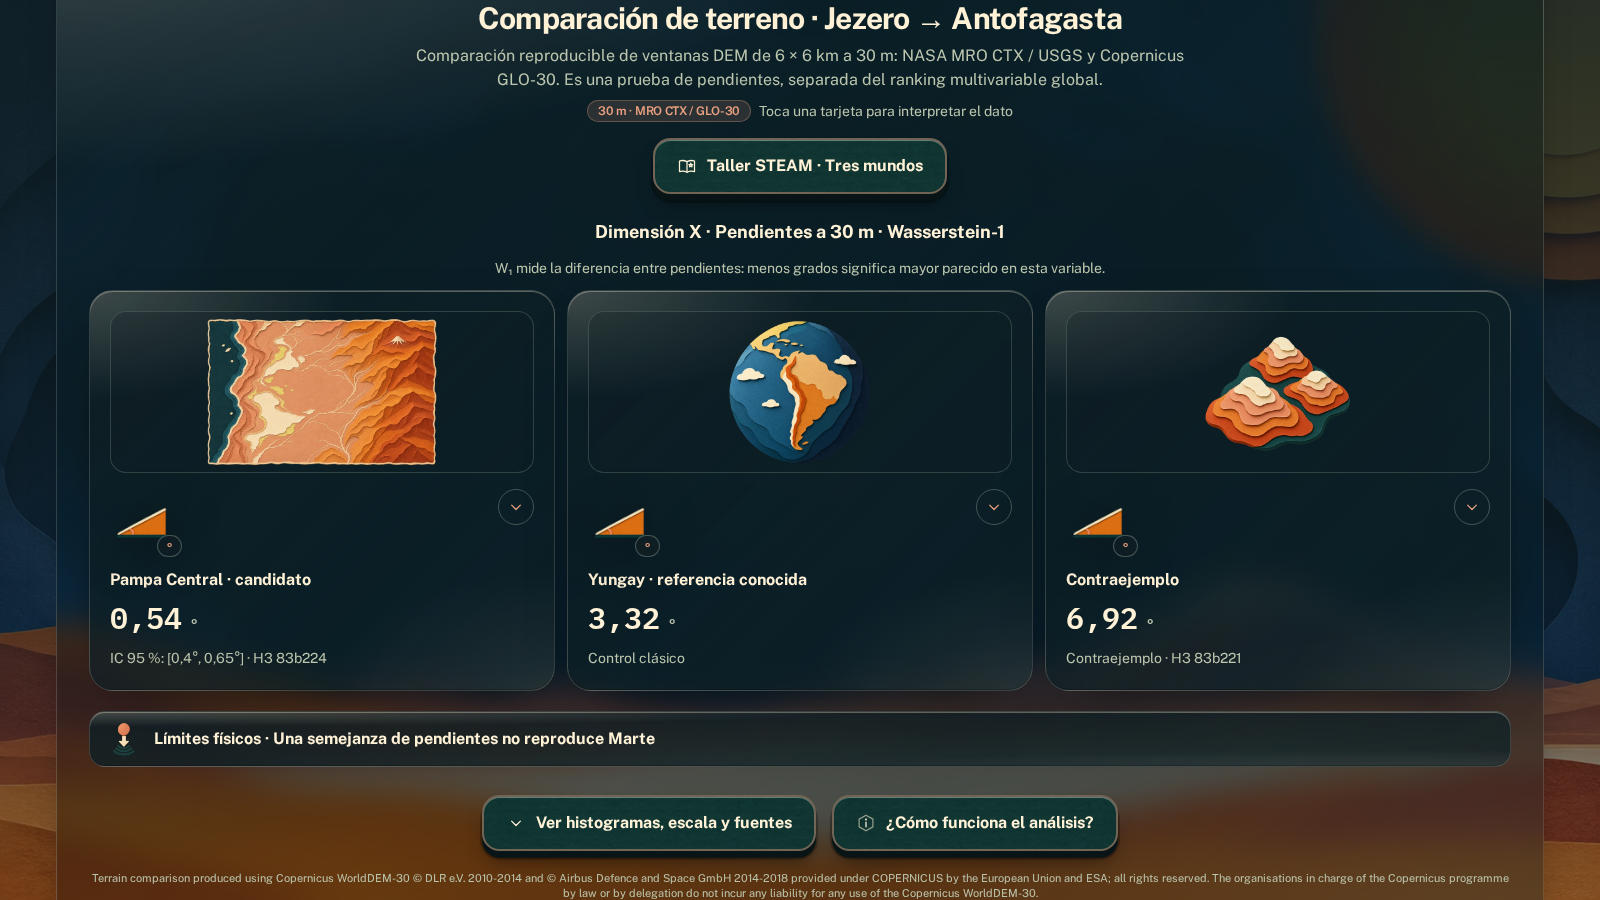 Comparación de terreno · Jezero → Antofagasta
Comparación reproducible de ventanas DEM de 6 × 6 km a 30 m: NASA MRO CTX / USGS y Copernicus
GLO-30. Es una prueba de pendientes, separada del ranking multivariable global.
30 m · MRO CTX / GLO-30 Toca una tarjeta para interpretar el dato
Taller STEAM · Tres mundos
Dimensión X · Pendientes a 30 m · Wasserstein-1
W₁ mide la diferencia entre pendientes: menos grados significa mayor parecido en esta variable.
°
Pampa Central · candidato
0,54 °
IC 95 %: [0,4°, 0,65°] · H3 83b224
°
Yungay · referencia conocida
3,32 °
Control clásico
°
Contraejemplo
6,92 °
Contraejemplo · H3 83b221
Límites físicos · Una semejanza de pendientes no reproduce Marte
Ver histogramas, escala y fuentes
¿Cómo funciona el análisis?
Terrain comparison produced using Copernicus WorldDEM-30 © DLR e.V. 2010-2014 and © Airbus Defence and Space GmbH 2014-2018 provided under COPERNICUS by the European Union and ESA; all rights reserved. The organisations in charge of the Copernicus programme
by law or by delegation do not incur any liability for any use of the Copernicus WorldDEM-30.